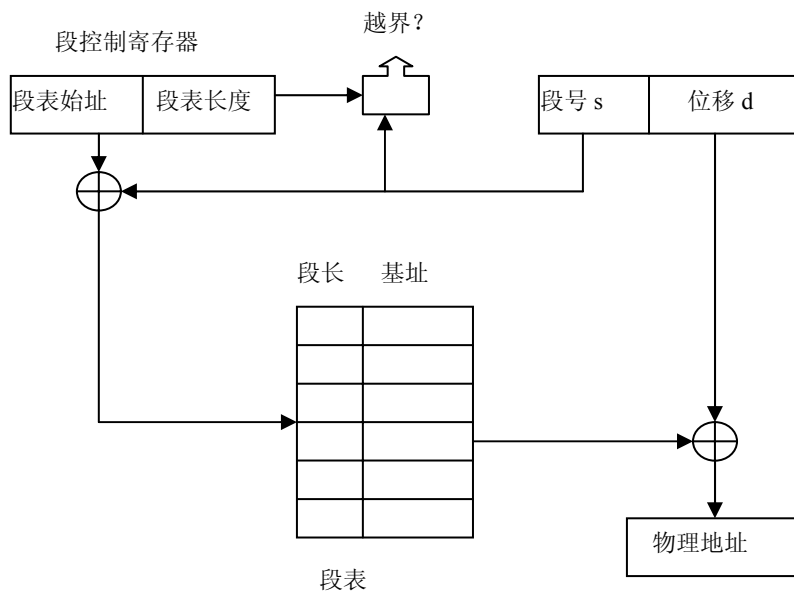 越界？
段控制寄存器
段表始址 段表长度
段号 s 位移 d
段长 基址
物理地址
段表